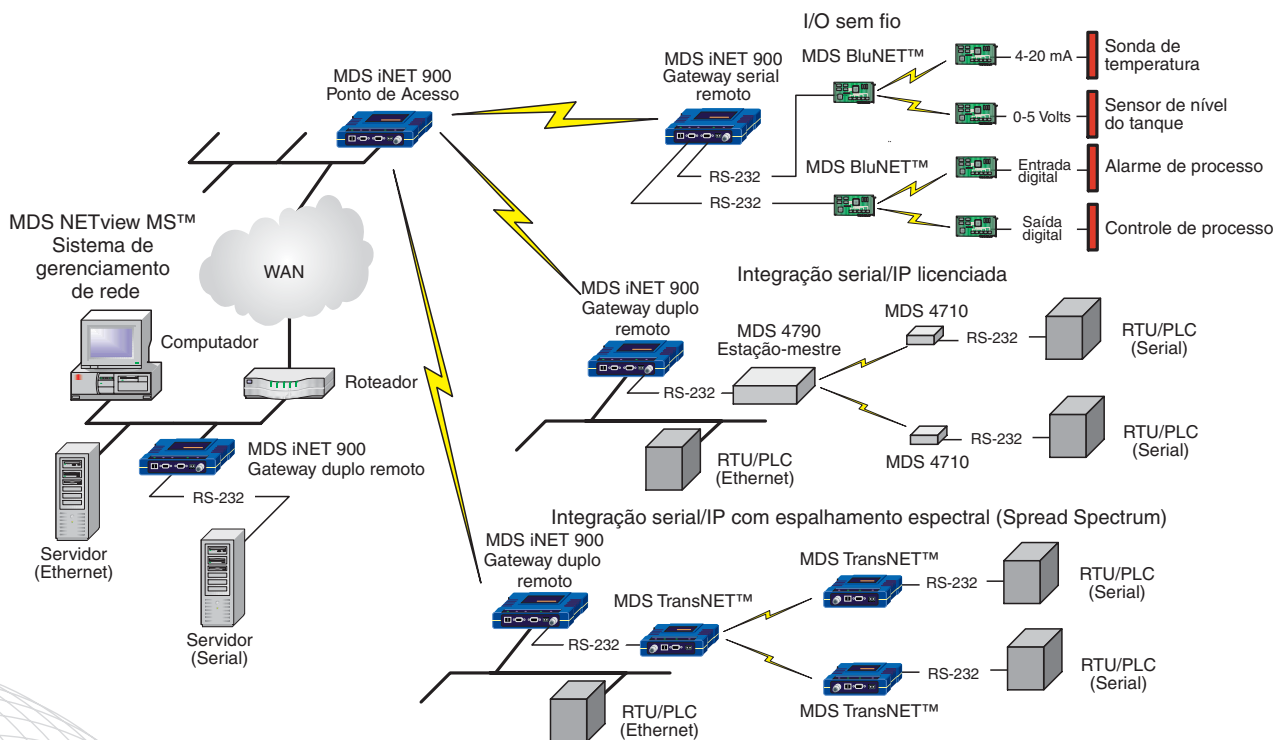 I/O sem fio
MDS iNET 900
Ponto de Acesso
MDS iNET 900
Gateway serial
remoto
MDS BluNET™
4-20 mA
Sonda de
temperatura
0-5 Volts
Sensor de nível
do tanque
RS-232
RS-232
MDS BluNET™
Entrada
digital
Alarme de processo
Saída
digital
Controle de processo
MDS NETview MS™
Sistema de
gerenciamento
de rede
WAN
Computador
Roteador
MDS iNET 900
Gateway duplo remoto
RS-232
Servidor
(Ethernet)
Servidor
(Serial)
Integração serial/IP licenciada
MDS iNET 900
Gateway duplo
remoto
RS-232
MDS 4790
Estação-mestre
MDS 4710
RS-232
RTU/PLC
(Serial)
MDS 4710
RS-232
RTU/PLC
(Serial)
RTU/PLC
(Ethernet)
Integração serial/IP com espalhamento espectral (Spread Spectrum)
MDS iNET 900
Gateway duplo
remoto
RS-232
MDS TransNET™
MDS TransNET™
RS-232
RTU/PLC
(Serial)
MDS TransNET™
RS-232
RTU/PLC
(Serial)
RTU/PLC
(Ethernet)